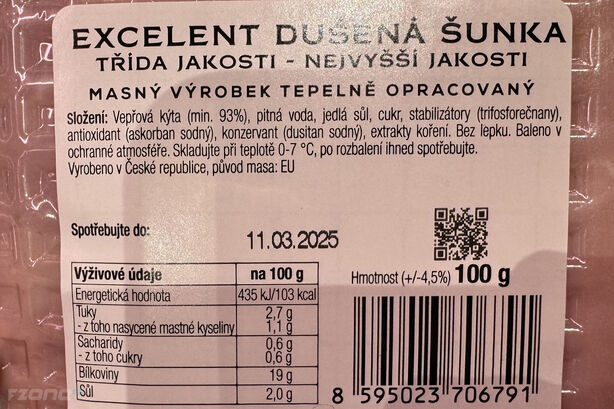 EXCELENT DUŠENÁ ŠUNKA
TŘÍDA JAKOSTI - NEJVYŠŠÍ JAKOSTI
MASNÝ VÝROBEK TEPELNĚ OPRACOVANÝ
Složení: Vepřová kýta (min. 93%), pitná voda, jedlá sůl, cukr, stabilizátory (trifosforečnany),
antioxidant (askorban sodný), konzervant (dusitan sodný), extrakty koření. Bez lepku. Baleno v
ochranné atmosféře. Skladujte při teplotě 0-7 °C, po rozbalení ihned spotřebujte.
Vyrobeno v České republice, původ masa: EU
Spotřebujte do:
11.03.2025
Výživové údaje na 100 g
Energetická hodnota 435 kJ/103 kcal
Tuky 2,7 g
- z toho nasycené mastné kyseliny 1,1 g
Sacharidy 0,6 g
- z toho cukry 0,6 g
Bílkoviny 19 g
Sůl 2,0 g
Hmotnost (+/-4,5%) 100 g
8 595023 706791